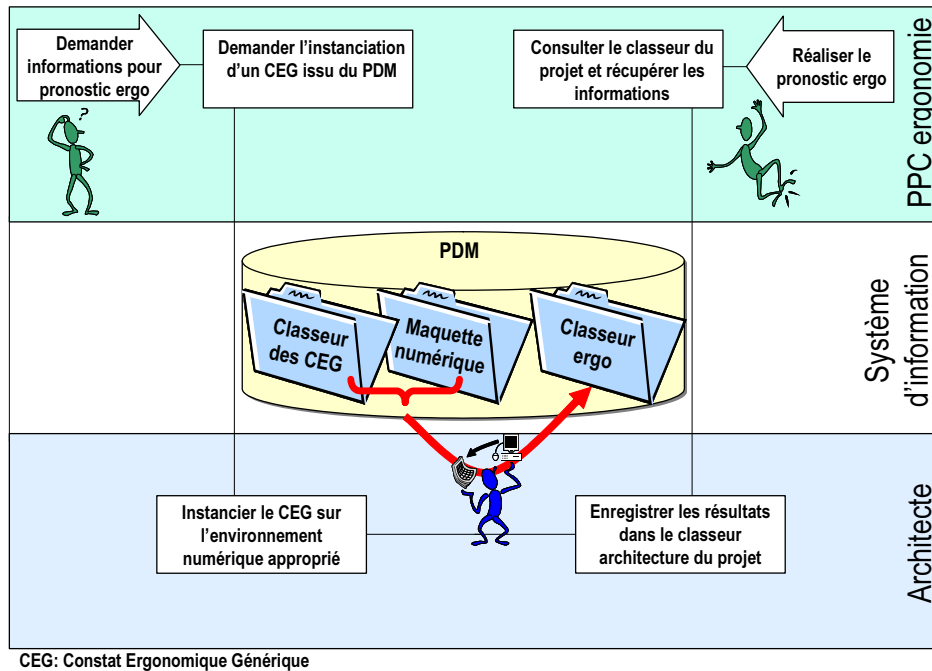 Demander
informations pour
pronostic ergo
Demander l'instanciation
d'un CEG issu du PDM
Consulter le classeur du
projet et récupérer les
informations
Réaliser le
pronostic ergo
?
PPC ergonomie
PDM
Classeur
des CEG
Maquette
numérique
Classeur
ergo
Système
d'information
Instancier le CEG sur
l'environnement
numérique approprié
Enregistrer les résultats
dans le classeur
architecture du projet
Architecte
CEG: Constat Ergonomique Générique